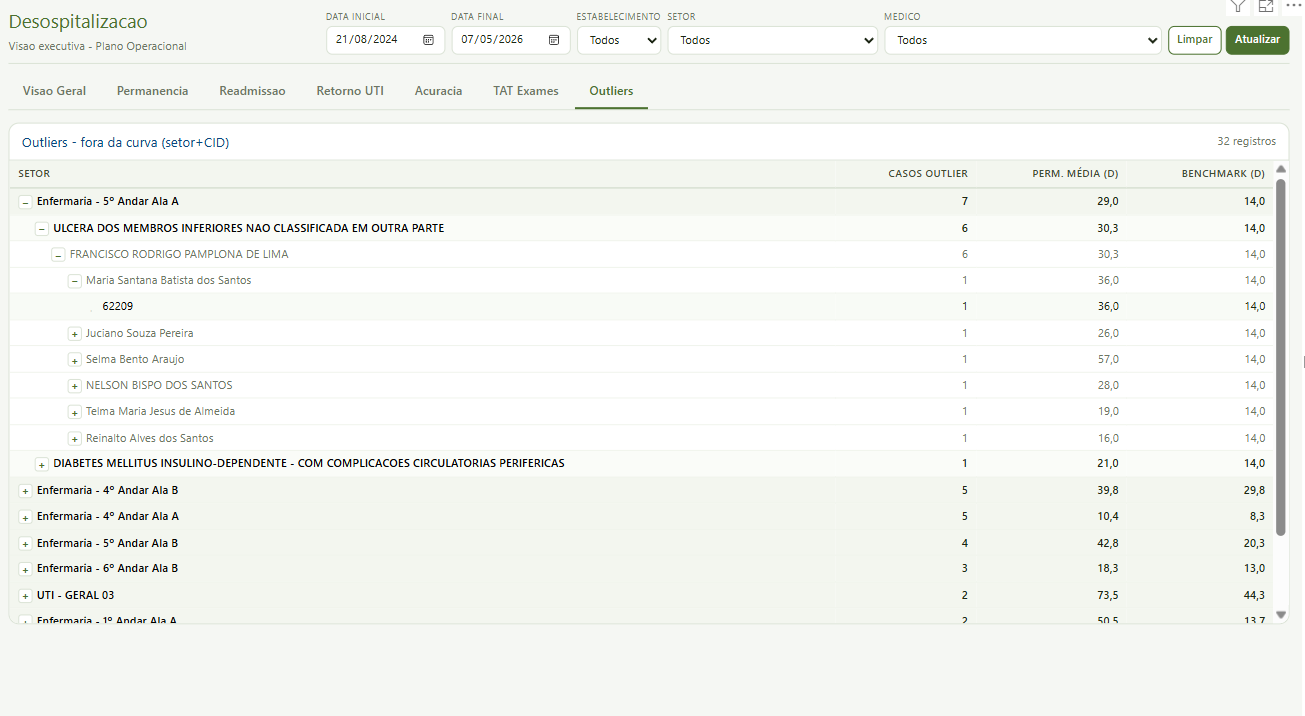 Desospitalizacao
Visao executiva - Plano Operacional
DATA INICIAL DATA FINAL ESTABELECIMENTO SETOR MEDICO
21/08/2024 07/05/2026 Todos Todos Todos Limpar Atualizar
Visao Geral Permanencia Readmissao Retorno UTI Acuracia TAT Exames Outliers
Outliers - fora da curva (setor+CID) 32 registros
SETOR CASOS OUTLIER PERM. MÉDIA (D) BENCHMARK (D)
Enfermaria - 5º Andar Ala A 7 29,0 14,0
ULCERA DOS MEMBROS INFERIORES NAO CLASSIFICADA EM OUTRA PARTE 6 30,3 14,0
FRANCISCO RODRIGO PAMPLONA DE LIMA 6 30,3 14,0
Maria Santana Batista dos Santos 1 36,0 14,0
62209 1 36,0 14,0
Juciano Souza Pereira 1 26,0 14,0
Selma Bento Araujo 1 57,0 14,0
NELSON BISPO DOS SANTOS 1 28,0 14,0
Telma Maria Jesus de Almeida 1 19,0 14,0
Reinalto Alves dos Santos 1 16,0 14,0
DIABETES MELLITUS INSULINO-DEPENDENTE - COM COMPLICACOES CIRCULATORIAS PERIFERICAS 1 21,0 14,0
Enfermaria - 4º Andar Ala B 5 39,8 29,8
Enfermaria - 4º Andar Ala A 5 10,4 8,3
Enfermaria - 5º Andar Ala B 4 42,8 20,3
Enfermaria - 6º Andar Ala B 3 18,3 13,0
UTI - GERAL 03 2 73,5 44,3
Enfermaria - 1º Andar Ala A 2 50,5 13,7